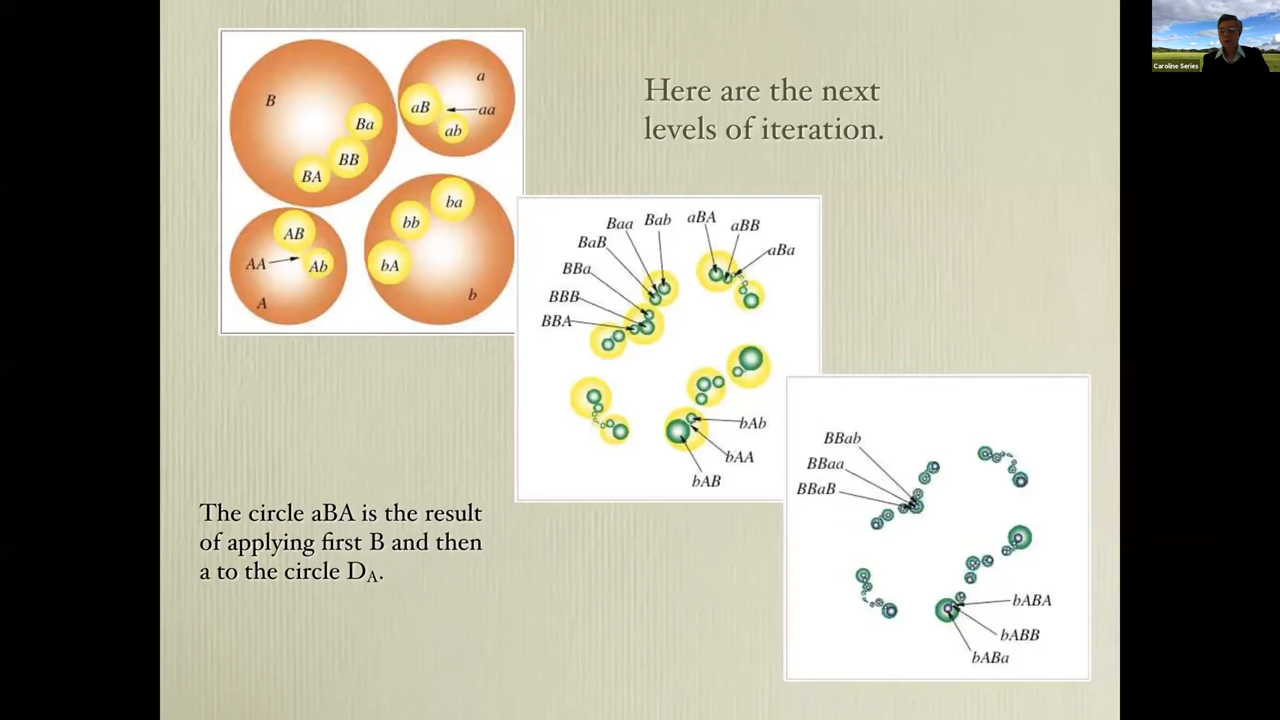 Here are the next
levels of iteration.
Caroline Series
B
a
aB
aa
ab
Ba
BB
BA
ba
bb
AB
AA
Ab
bA
A
b
Baa
Bab
aBA
aBB
BaB
aBa
BBa
BBB
BBA
bAb
bAA
bAB
BBab
BBaa
BBaB
bABA
bABB
bABa
The circle aBA is the result
of applying first B and then
a to the circle DA.